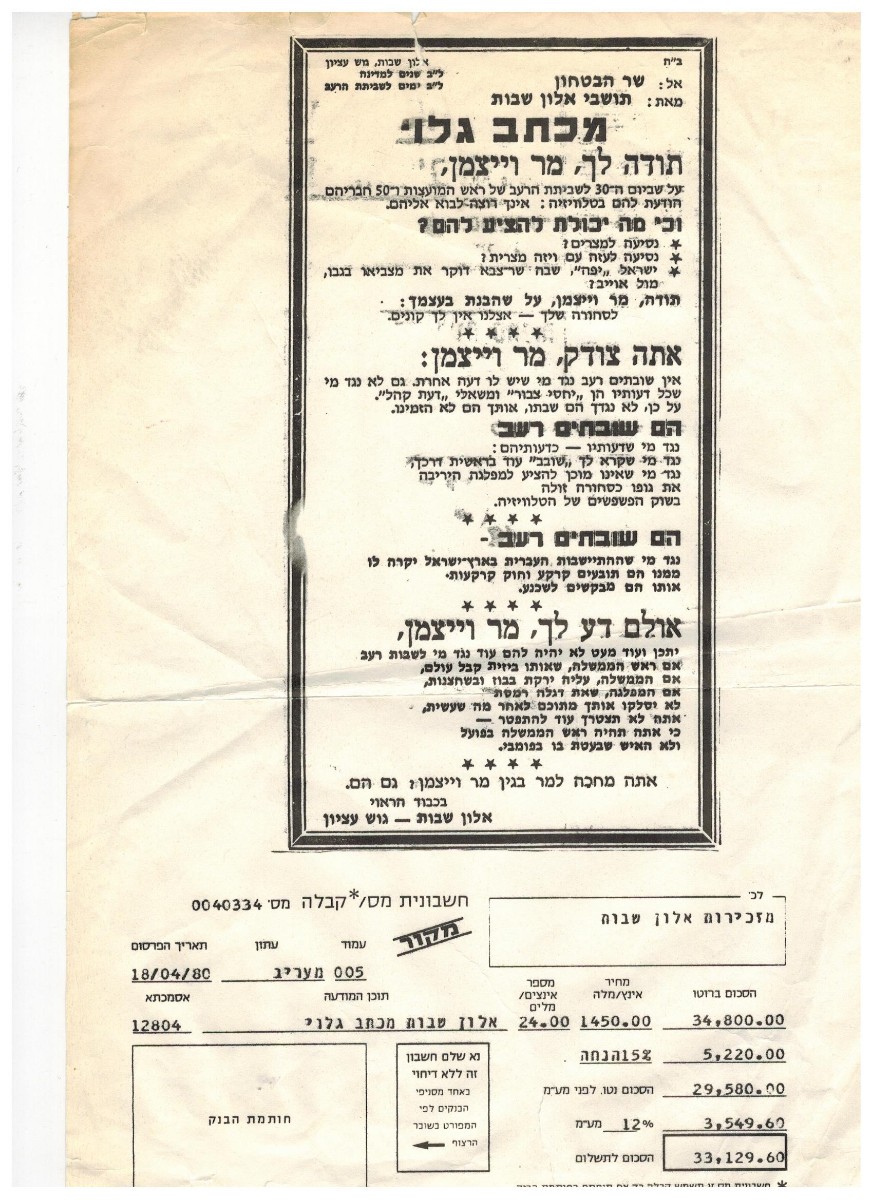 ב"ה
אלון שבות, גוש עציון
ל"ב שנים למדינה
ל"ב ימים לשביתת הרעב
אל: שר הבטחון
מאת: תושבי אלון שבות
מכתב גלוי
תודה לך, מר וייצמן,
על שביום ה־30 לשביתת הרעב של ראש המועצות ו־50 חבריהם
הודעת להם בטלוויזיה: אינך רוצה לבוא אליהם.
וכי מה יכולת להציע להם?
★ נסיעה למצרים?
★ נסיעה לעזה עם ויזה מצרית?
★ ישראל "יפה", שבה שר־צבא דוקר את מצביאו בגבו,
מול אוייב?
תודה, מר וייצמן, על שהבנת בעצמך:
לסחורה שלך — אצלנו אין לך קונים.
★ ★ ★ ★
אתה צודק, מר וייצמן:
אין שובתים רעב נגד מי שיש לו דעה אחרת. גם לא נגד מי
שכל דעותיו הן „יחסי צבור" ומשאלי „דעת קהל".
על כן, לא נגדך הם שבתו, אותך הם לא הזמינו.
הם שובתים רעב
נגד מי שדעותיו — כדעותיהם:
נגד מי שקרא לך „שובב" עוד בראשית דרכך,
נגד מי שאינו מוכן להציע למפלגה היריבה
את גופו כסחורה זולה
בשוק הפשפשים של הטלוויזיה.
★ ★ ★ ★
הם שובתים רעב -
נגד מי שההתיישבות העברית בארץ־ישראל יקרה לו
ממנו הם תובעים קרקע וחוק קרקעות.
אותו הם מבקשים לשכנע.
★ ★ ★ ★
אולם דע לך, מר וייצמן,
יתכן ועוד מעט לא יהיה להם עוד נגד מי לשבות רעב
אם ראש הממשלה, שאותו ביזית קבל עולם,
אם הממשלה, עליה ירקת בבוז ובשחצנות,
אם המפלגה, שאת דגלה רמסת
לא יסלקו אותך מתוכם לאחר מה שעשית,
אתה לא תצטרך עוד להתפטר —
כי אתה תהיה ראש הממשלה בפועל
ולא האיש שבעטת בו בפומבי.
★ ★ ★ ★
אתה מחכה למר בגין מר וייצמן? גם הם.
בכבוד הראוי
אלון שבות — גוש עציון
חשבונית מס/*קבלה מס' 0040334
לכ'
מזכירות אלון שבות
מקור
תאריך הפרסום
עתון
עמוד
18/04/80
מעריב
005
אסמכתא
תוכן המודעה
מספר אינצים/מלים
מחיר אינץ/מלה
הסכום ברוטו
12804
אלון שבות מכתב גלוי
24.00
1450.00
34,800.00
15%הנחה
5,220.00
הסכום נטו, לפני מע"מ
29,580.00
12% מע"מ
3,549.60
הסכום לתשלום
33,129.60
נא שלם חשבון
זה ללא דיחוי
באחד מסניפי
הבנקים לפי
המפורט בשובר
הרצוף
חותמת הבנק